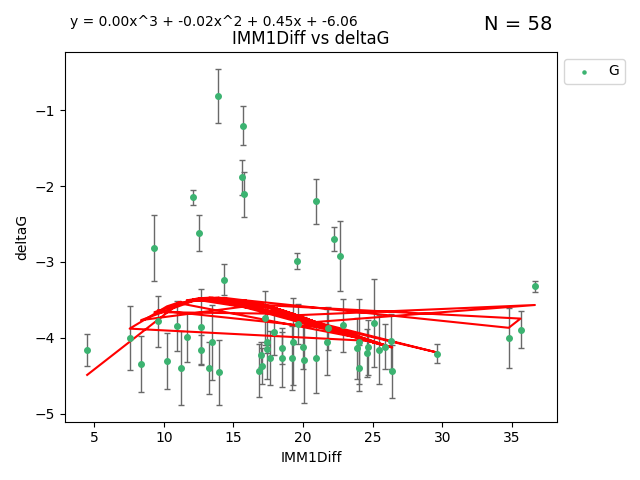 y = 0.00x^3 + -0.02x^2 + 0.45x + -6.06
N = 58
IMM1Diff vs deltaG
G
deltaG
−1
−2
−3
−4
−5
5 10 15 20 25 30 35
IMM1Diff